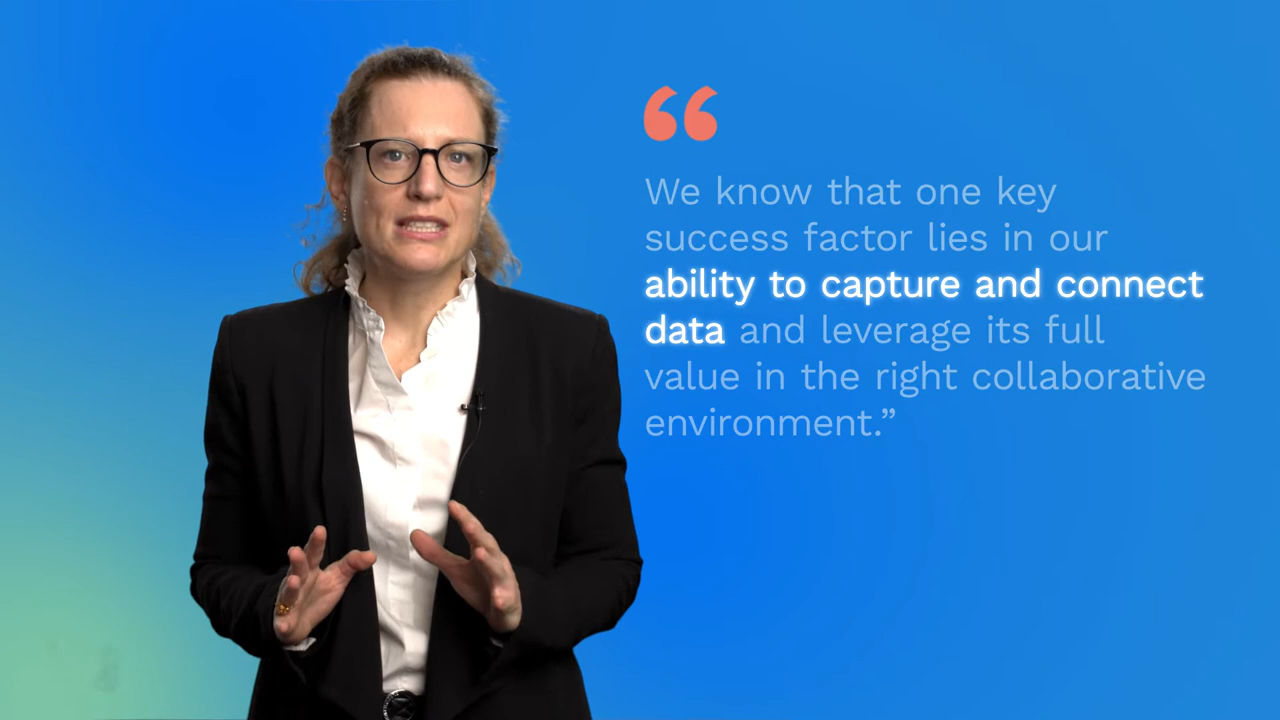 “
We know that one key
success factor lies in our
ability to capture and connect
data and leverage its full
value in the right collaborative
environment.”